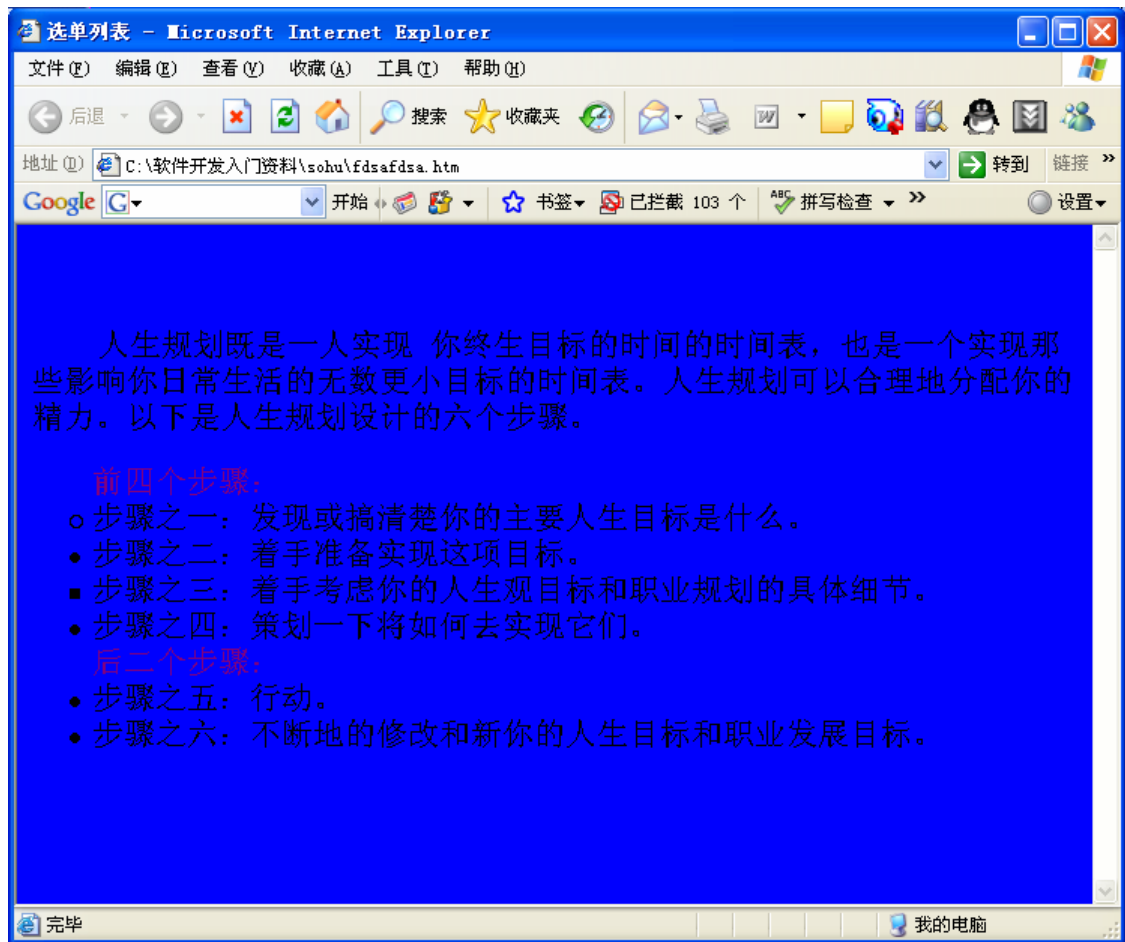 选单列表 - Microsoft Internet Explorer
文件(F) 编辑(E) 查看(V) 收藏(A) 工具(T) 帮助(H)
后退 搜索 收藏夹
地址(D) C:\软件开发入门资料\sohu\fdsafdsa.htm 转到 链接 »
Google G 开始 书签 已拦截 103 个 ABC 拼写检查 » 设置
人生规划既是一人实现 你终生目标的时间的时间表，也是一个实现那
些影响你日常生活的无数更小目标的时间表。人生规划可以合理地分配你的
精力。以下是人生规划设计的六个步骤。
前四个步骤：
步骤之一：发现或搞清楚你的主要人生目标是什么。
步骤之二：着手准备实现这项目标。
步骤之三：着手考虑你的人生观目标和职业规划的具体细节。
步骤之四：策划一下将如何去实现它们。
后二个步骤：
步骤之五：行动。
步骤之六：不断地的修改和新你的人生目标和职业发展目标。
完毕 我的电脑